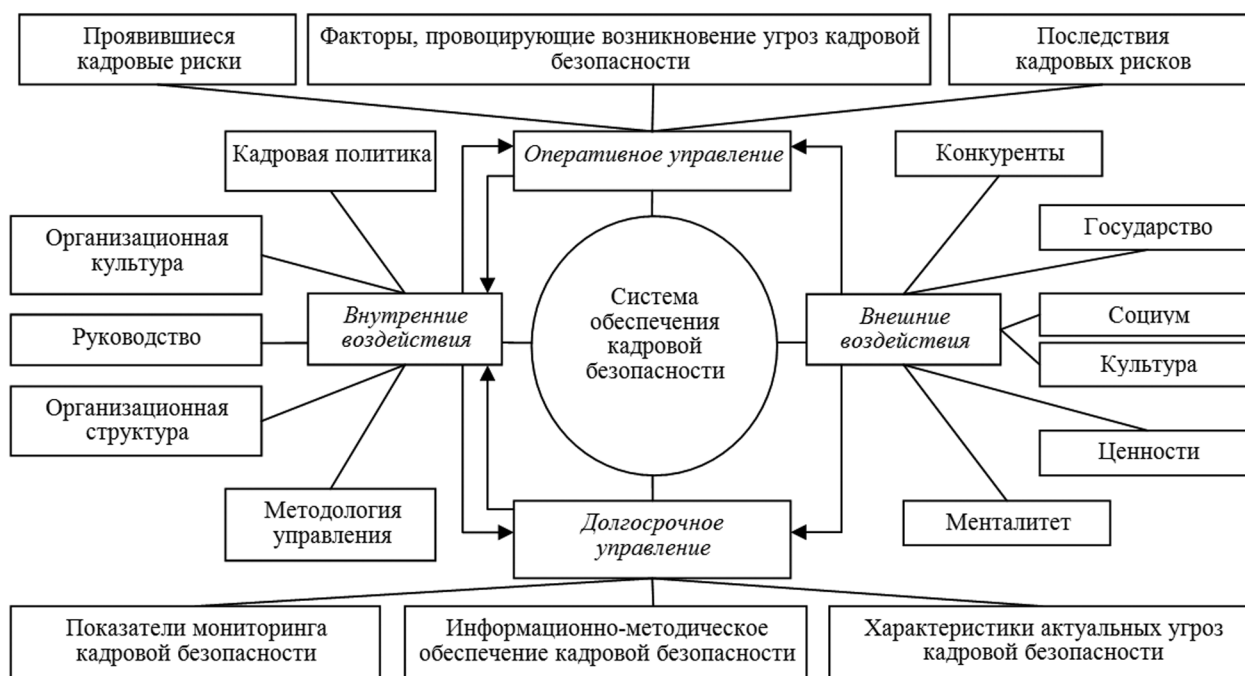 Проявившиеся
кадровые риски
Факторы, провоцирующие возникновение угроз кадровой
безопасности
Последствия
кадровых рисков
Кадровая политика
Оперативное управление
Конкуренты
Организационная
культура
Государство
Внутренние
воздействия
Система
обеспечения
кадровой
безопасности
Внешние
воздействия
Социум
Руководство
Культура
Организационная
структура
Ценности
Методология
управления
Долгосрочное
управление
Менталитет
Показатели мониторинга
кадровой безопасности
Информационно-методическое
обеспечение кадровой безопасности
Характеристики актуальных угроз
кадровой безопасности